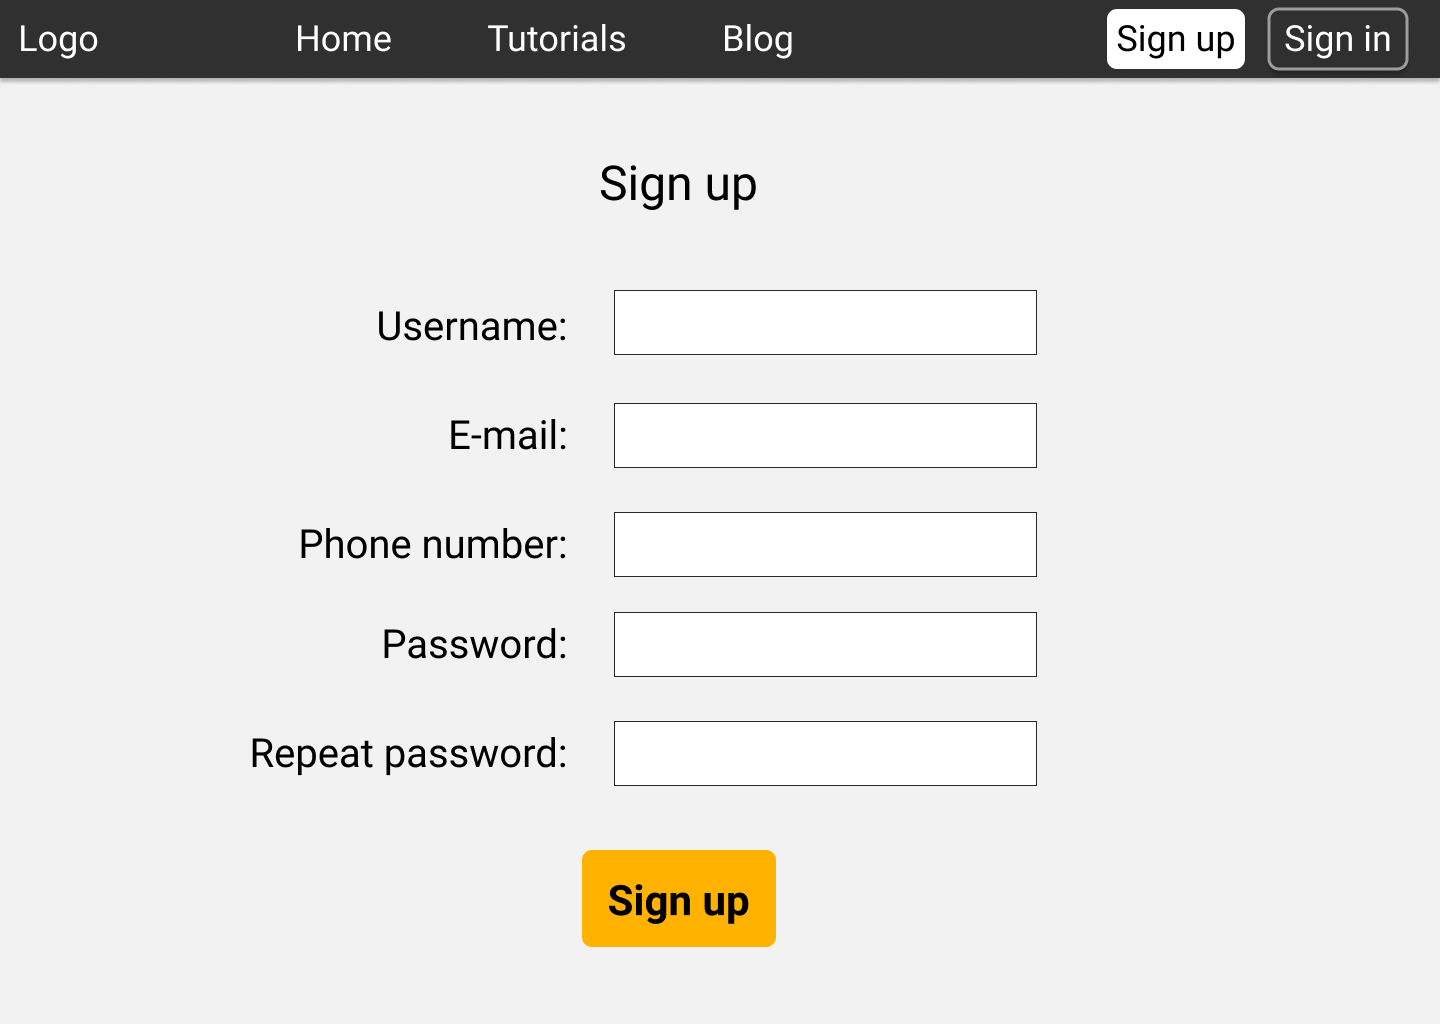 Logo Home Tutorials Blog Sign up Sign in
Sign up
Username:
E-mail:
Phone number:
Password:
Repeat password:
Sign up